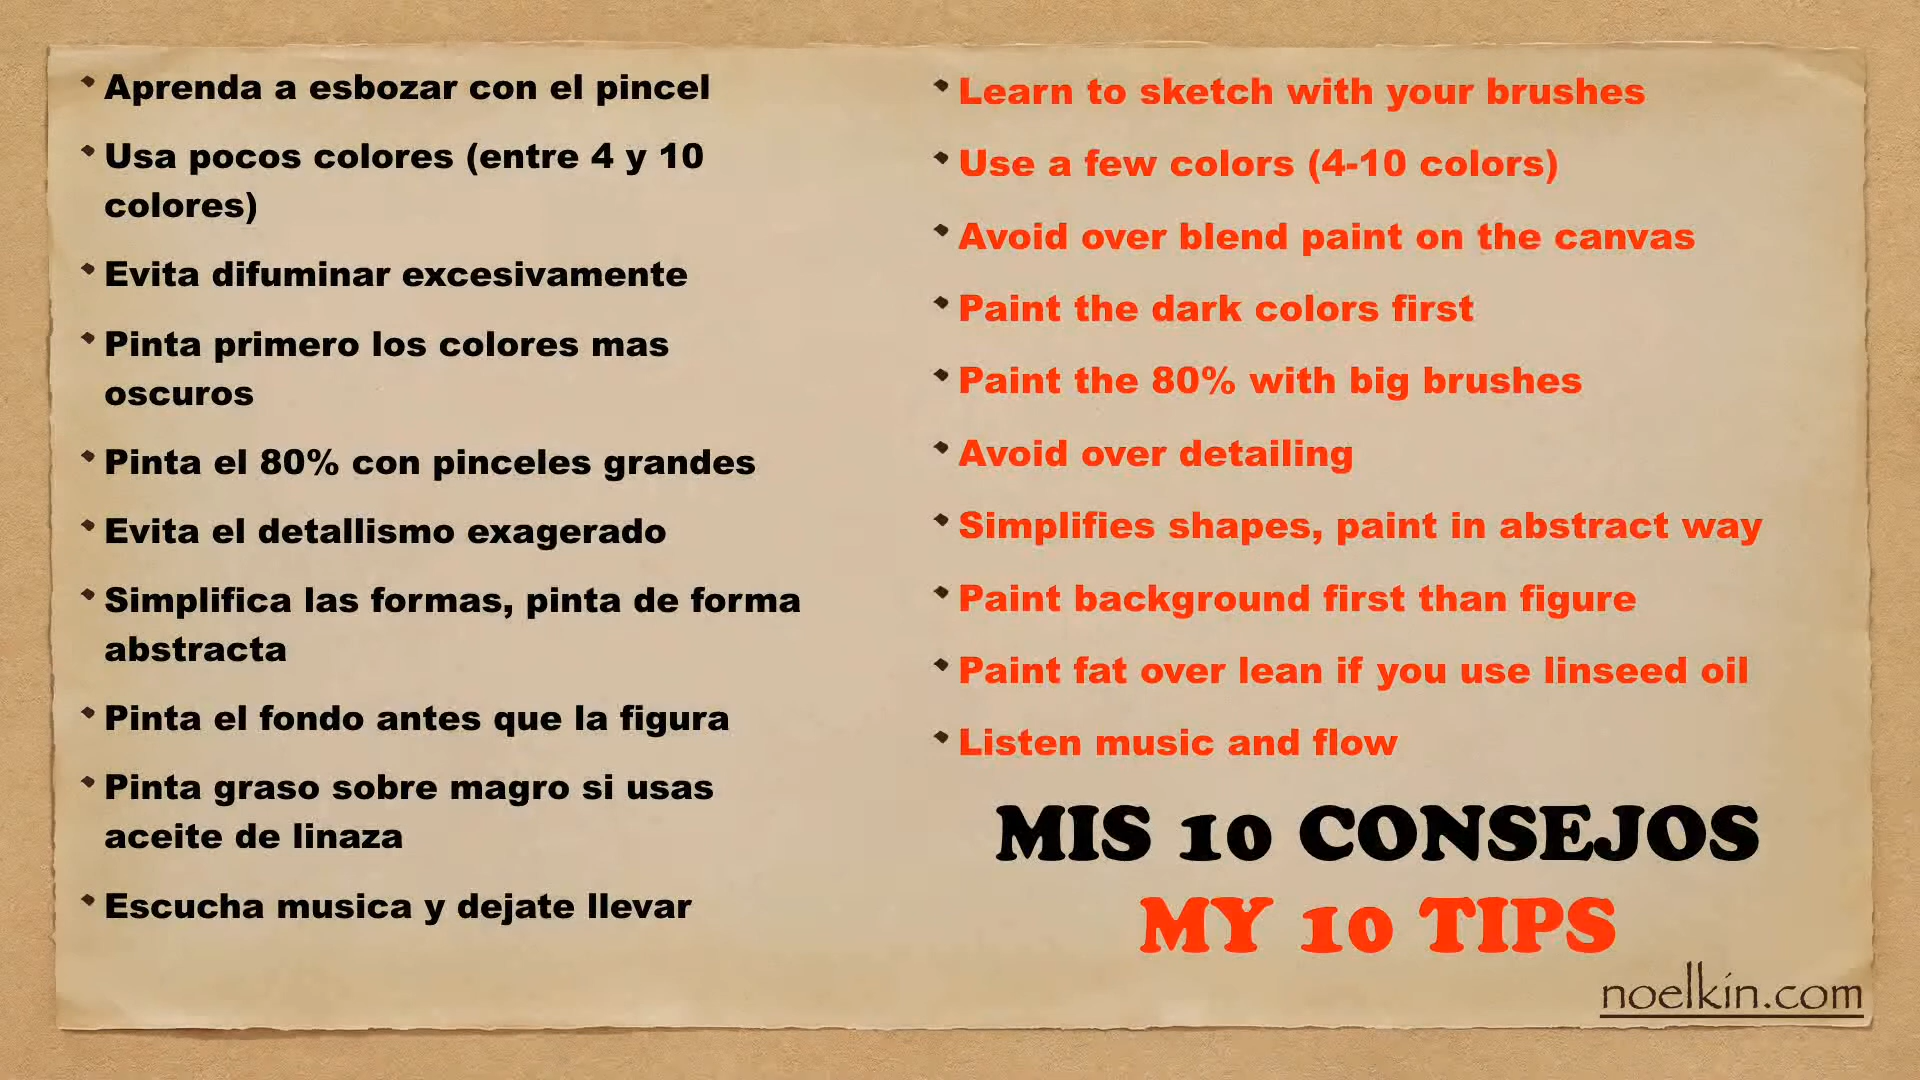 Aprenda a esbozar con el pincel
Usa pocos colores (entre 4 y 10
colores)
Evita difuminar excesivamente
Pinta primero los colores mas
oscuros
Pinta el 80% con pinceles grandes
Evita el detallismo exagerado
Simplifica las formas, pinta de forma
abstracta
Pinta el fondo antes que la figura
Pinta graso sobre magro si usas
aceite de linaza
Escucha musica y dejate llevar
Learn to sketch with your brushes
Use a few colors (4-10 colors)
Avoid over blend paint on the canvas
Paint the dark colors first
Paint the 80% with big brushes
Avoid over detailing
Simplifies shapes, paint in abstract way
Paint background first than figure
Paint fat over lean if you use linseed oil
Listen music and flow
MIS 10 CONSEJOS
MY 10 TIPS
noelkin.com